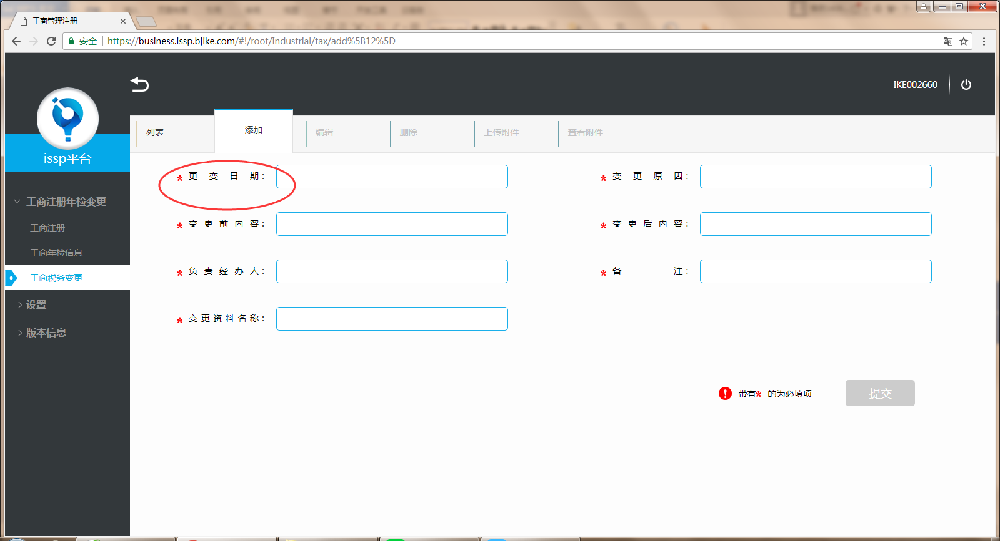 工商管理注册
安全 https://business.issp.bjike.com/#!/root/Industrial/tax/add%5B12%5D
IKE002660
issp平台
列表 添加 编辑 删除 上传附件 查看附件
工商注册年检变更
工商注册
工商年检信息
工商税务变更
设置
版本信息
* 更变日期：
* 变更原因：
* 变更前内容：
* 变更后内容：
* 负责经办人：
* 备注：
* 变更资料名称：
! 带有* 的为必填项
提交